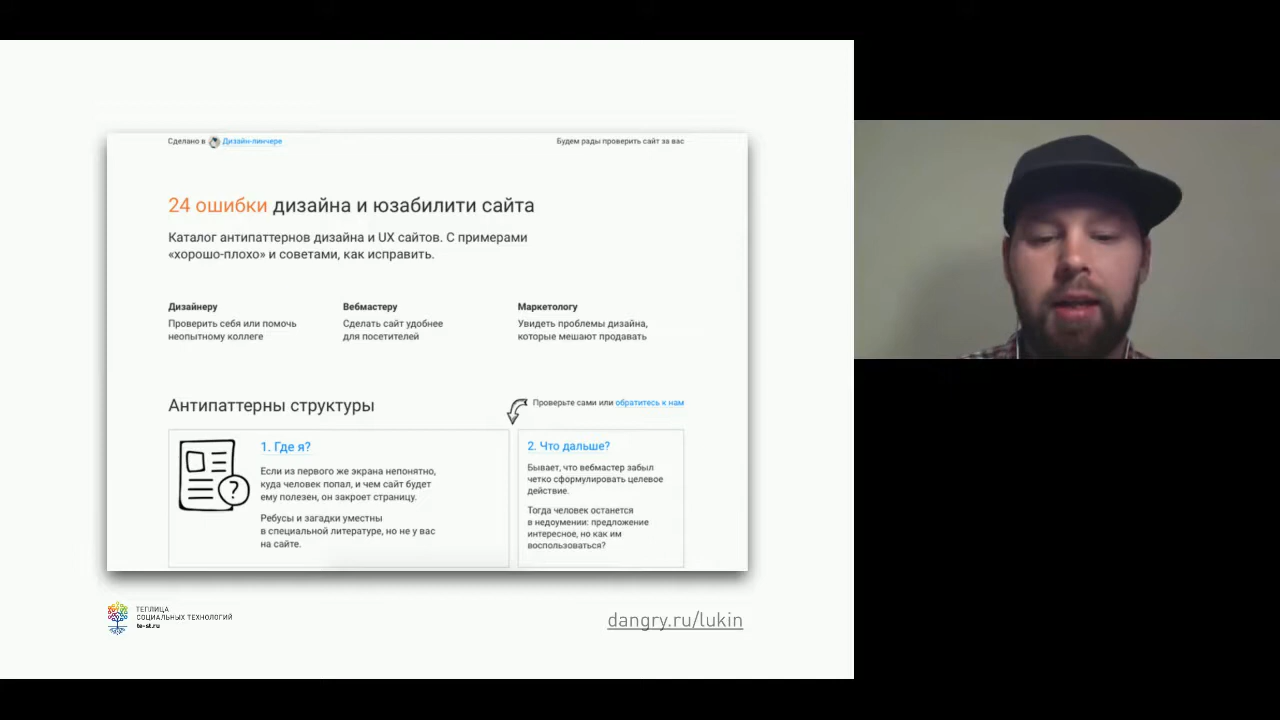 Сделано в Дизайн-пинчере
Будем рады проверить сайт за вас
24 ошибки дизайна и юзабилити сайта
Каталог антипаттернов дизайна и UX сайтов. С примерами
«хорошо-плохо» и советами, как исправить.
Дизайнеру
Проверить себя или помочь
неопытному коллеге
Вебмастеру
Сделать сайт удобнее
для посетителей
Маркетологу
Увидеть проблемы дизайна,
которые мешают продавать
Антипаттерны структуры
Проверьте сами или обратитесь к нам
1. Где я?
Если из первого же экрана непонятно,
куда человек попал, и чем сайт будет
ему полезен, он закроет страницу.
Ребусы и загадки уместны
в специальной литературе, но не у вас
на сайте.
2. Что дальше?
Бывает, что вебмастер забыл
четко сформулировать целевое
действие.
Тогда человек останется
в недоумении: предложение
интересное, но как им
воспользоваться?
ТЕПЛИЦА
СОЦИАЛЬНЫХ ТЕХНОЛОГИЙ
te-st.ru
dangry.ru/lukin